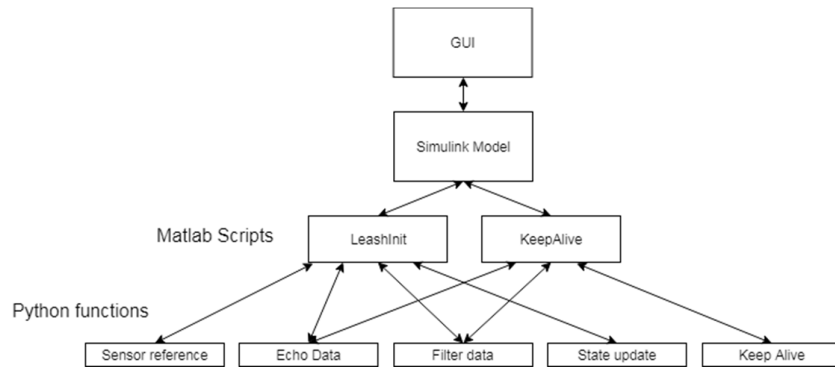 GUI
Simulink Model
Matlab Scripts
LeashInit
KeepAlive
Python functions
Sensor reference
Echo Data
Filter data
State update
Keep Alive